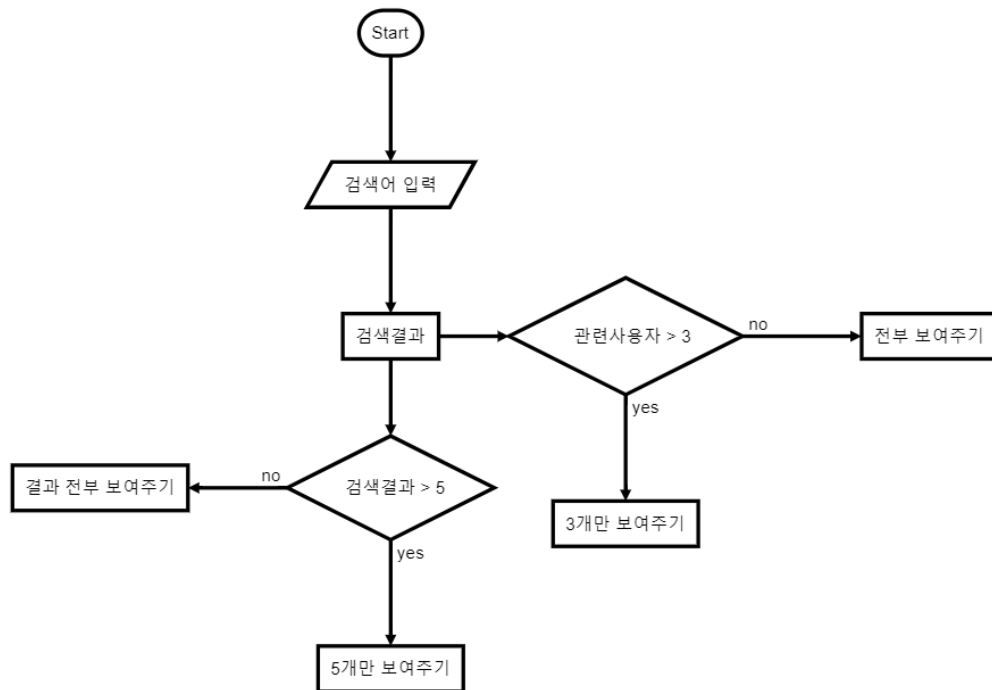 Start
검색어 입력
검색결과
관련사용자 > 3
no
전부 보여주기
yes
3개만 보여주기
검색결과 > 5
no
결과 전부 보여주기
yes
5개만 보여주기